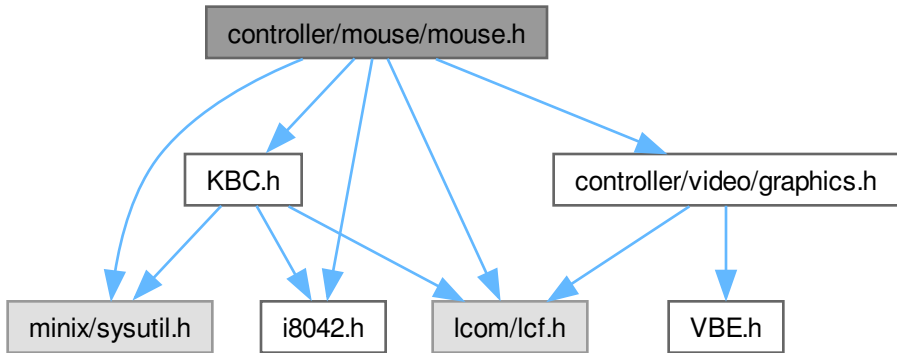 controller/mouse/mouse.h
KBC.h
controller/video/graphics.h
minix/sysutil.h
i8042.h
lcom/lcf.h
VBE.h